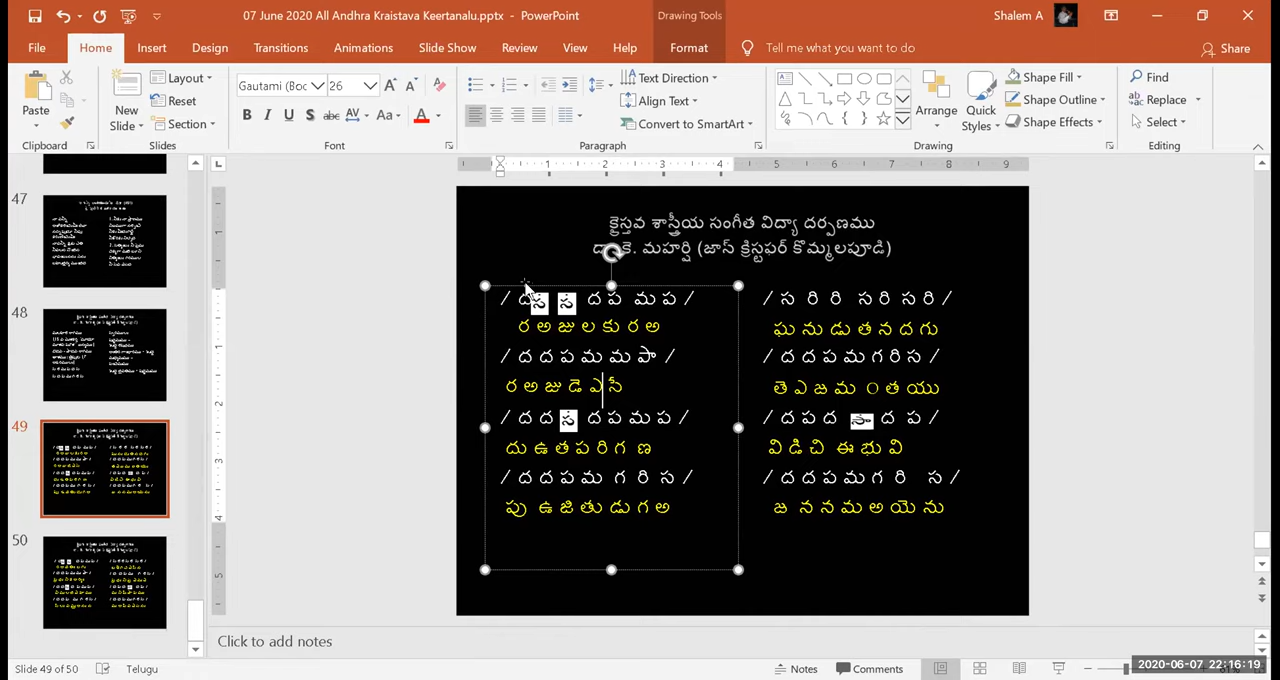 07 June 2020 All Andhra Kraistava Keertanalu.pptx - PowerPoint
Drawing Tools
Shalem A
File Home Insert Design Transitions Animations Slide Show Review View Help Format Tell me what you want to do Share
Paste
Clipboard
New Slide
Layout
Reset
Section
Slides
Gautami (Boc 26
B I U S abc AV Aa A
Font
Text Direction
Align Text
Convert to SmartArt
Paragraph
Arrange
Quick Styles
Shape Fill
Shape Outline
Shape Effects
Drawing
Find
Replace
Select
Editing
47
48
49
50
క్రైస్తవ శాస్త్రీయ సంగీత విద్యా దర్పణము
డా. కె. మహర్షి (జాస్ క్రిస్టఫర్ కొమ్మలపూడి)
/ ద స స ద ప మ ప /
ర అ జు ల కు ర అ
/ ద ద ప మ మ పా /
ర అ జు డె ఎ సే
/ ద ద స ద ప మ ప /
దు ఉ త ప రి గ ణ
/ ద ద ప మ గ రి స /
పు ఉ జి తు డు గ అ
/ స రి రి స రి స రి /
ఘ ను డు త న ద గు
/ ద ద ప మ గ రి స /
తె ఎ జ మ ం త యు
/ ద ప ద సా ద ప /
వి డి చి ఈ భు వి
/ ద ద ప మ గ రి స /
జ న న మ అ యె ను
Click to add notes
Slide 49 of 50
Telugu
Notes
Comments
2020-06-07 22:16:19